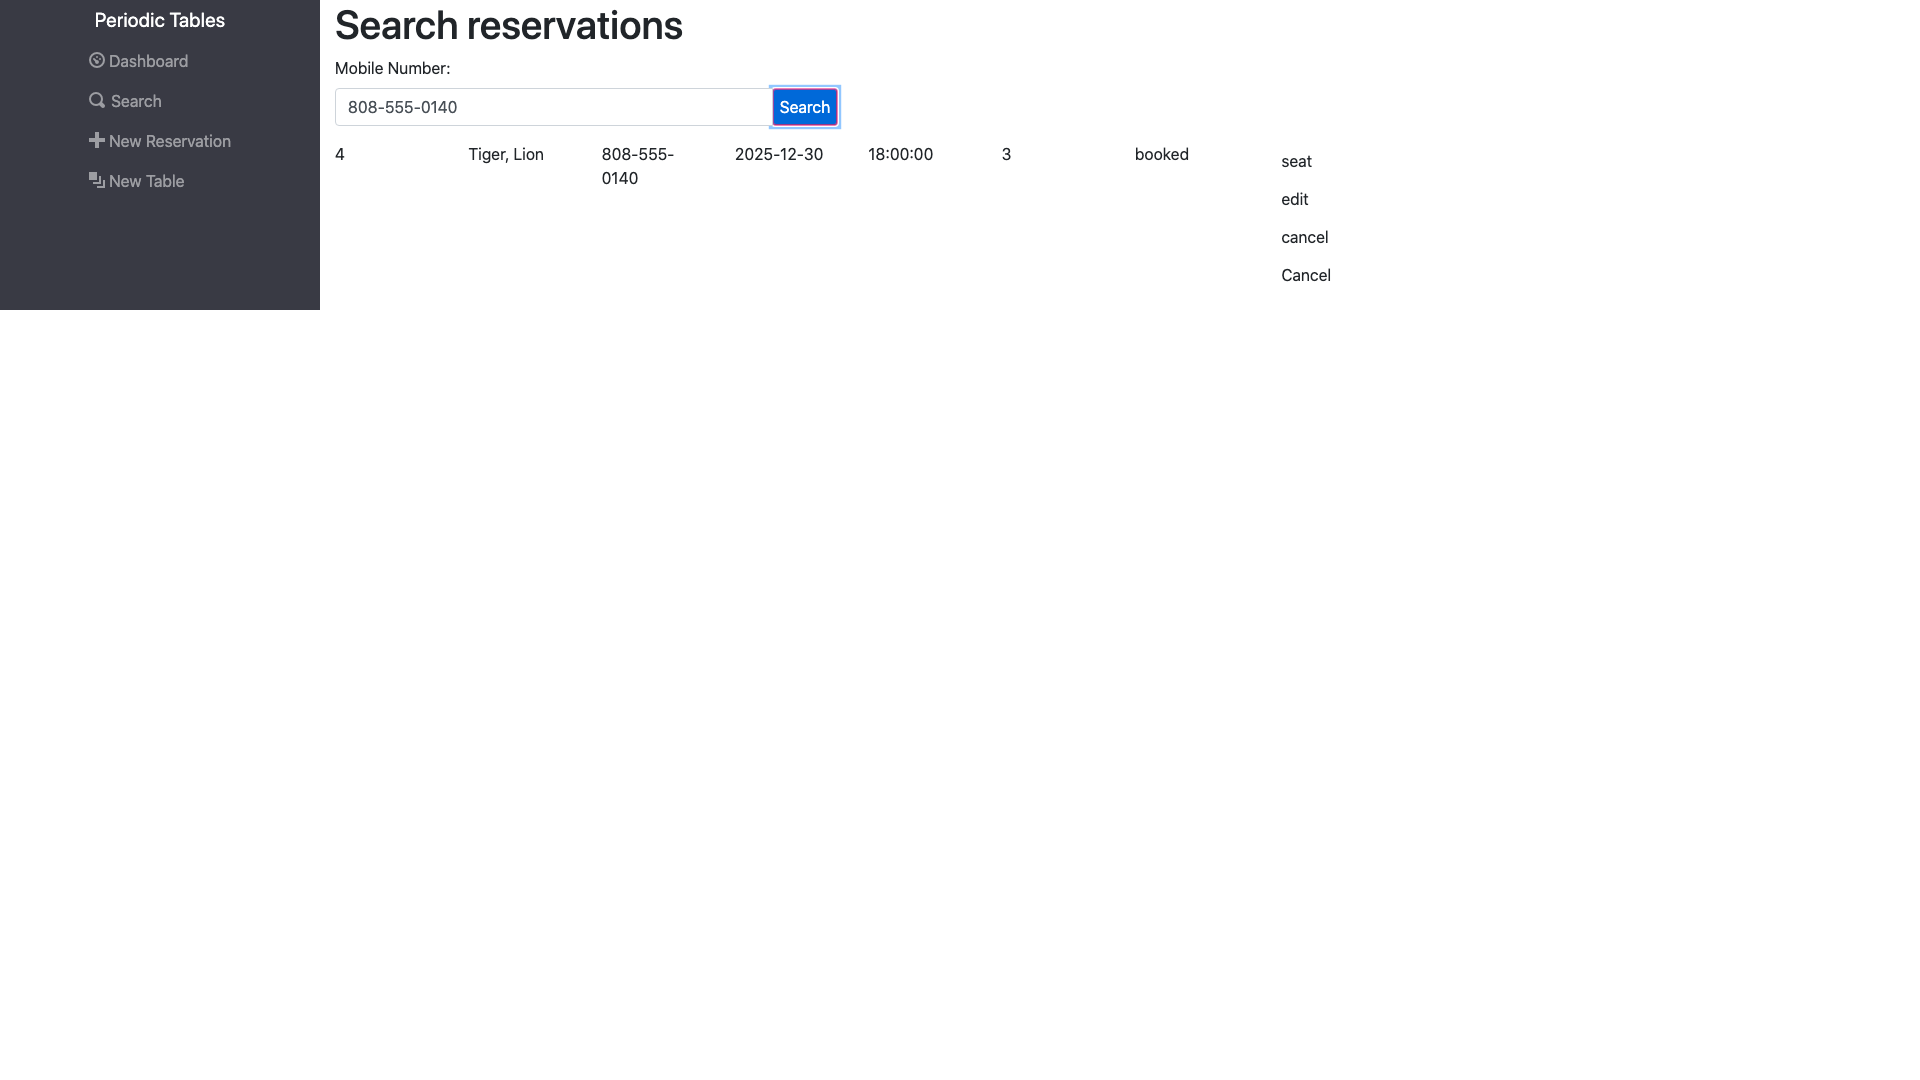 Periodic Tables
Dashboard
Search
New Reservation
New Table
Search reservations
Mobile Number:
808-555-0140 Search
4 Tiger, Lion 808-555- 2025-12-30 18:00:00 3 booked
0140
seat
edit
cancel
Cancel